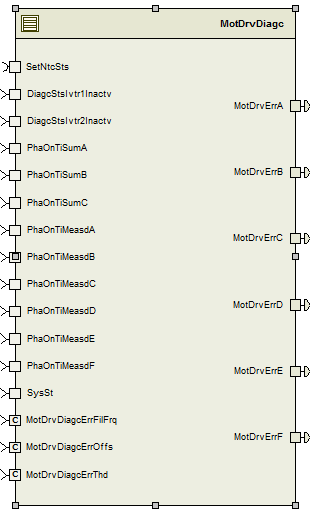 MotDrvDiagc
SetNtcSts
DiagcStsIvtr1Inactv
MotDrvErrA
DiagcStsIvtr2Inactv
PhaOnTiSumA
MotDrvErrB
PhaOnTiSumB
PhaOnTiSumC
PhaOnTiMeasdA
MotDrvErrC
PhaOnTiMeasdB
PhaOnTiMeasdC
MotDrvErrD
PhaOnTiMeasdD
PhaOnTiMeasdE
PhaOnTiMeasdF
MotDrvErrE
SysSt
C MotDrvDiagcErrFilFrq
MotDrvErrF
C MotDrvDiagcErrOffs
C MotDrvDiagcErrThd